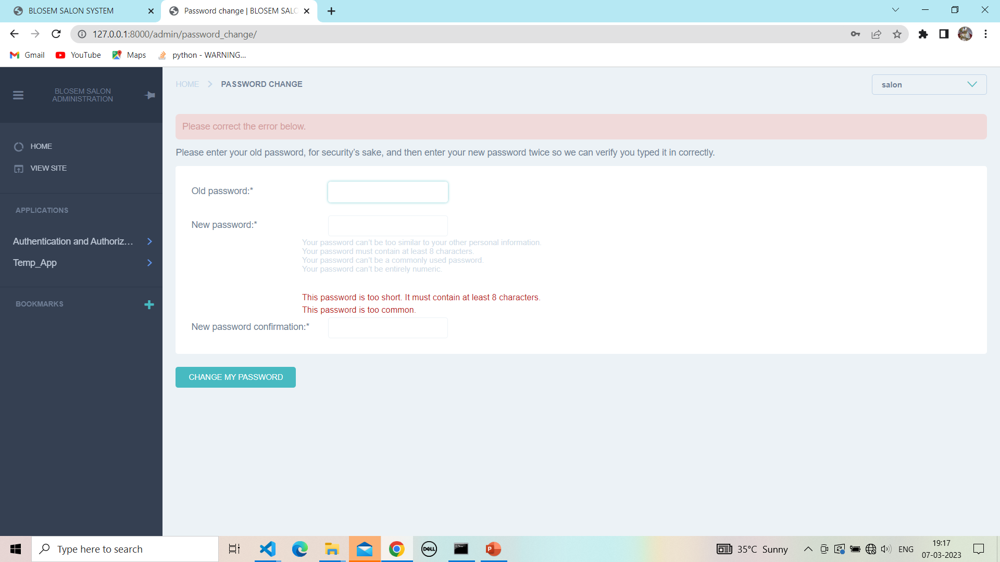 BLOSEM SALON SYSTEM
Password change | BLOSEM SALO
127.0.0.1:8000/admin/password_change/
Gmail
YouTube
Maps
python - WARNING...
BLOSEM SALON
ADMINISTRATION
HOME
VIEW SITE
APPLICATIONS
Authentication and Authoriz...
Temp_App
BOOKMARKS
HOME
PASSWORD CHANGE
salon
Please correct the error below.
Please enter your old password, for security’s sake, and then enter your new password twice so we can verify you typed it in correctly.
Old password:*
New password:*
Your password can’t be too similar to your other personal information.
Your password must contain at least 8 characters.
Your password can’t be a commonly used password.
Your password can’t be entirely numeric.
This password is too short. It must contain at least 8 characters.
This password is too common.
New password confirmation:*
CHANGE MY PASSWORD
Type here to search
DELL
35°C Sunny
ENG
19:17
07-03-2023